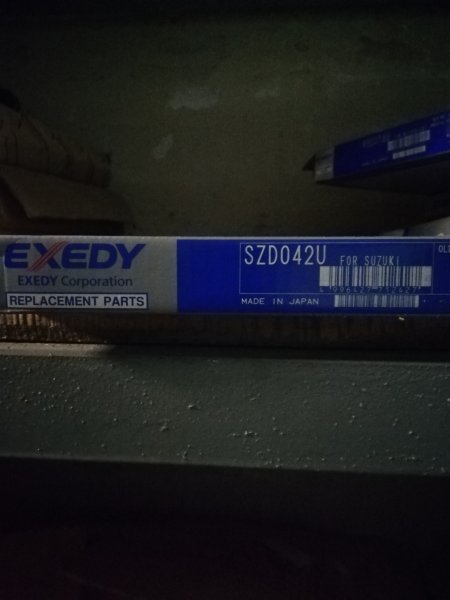 EXEDY
EXEDY Corporation
REPLACEMENT PARTS
SZD042U FOR SUZUKI
MADE IN JAPAN